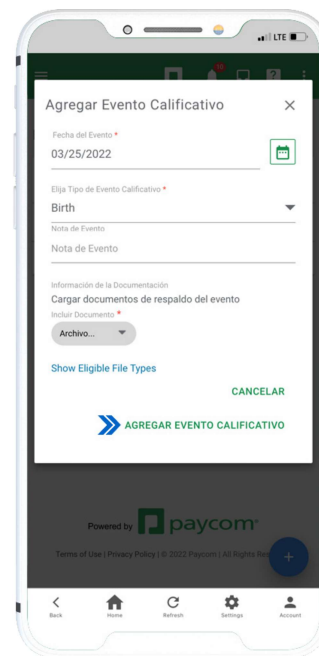 LTE
10
Agregar Evento Calificativo
Fecha del Evento *
03/25/2022
Elija Tipo de Evento Calificativo *
Birth
Nota de Evento
Nota de Evento
Información de la Documentación
Cargar documentos de respaldo del evento
Incluir Documento *
Archivo...
Show Eligible File Types
CANCELAR
AGREGAR EVENTO CALIFICATIVO
Powered by paycom
Terms of Use | Privacy Policy | © 2022 Paycom | All Rights
Back Home Refresh Settings Account